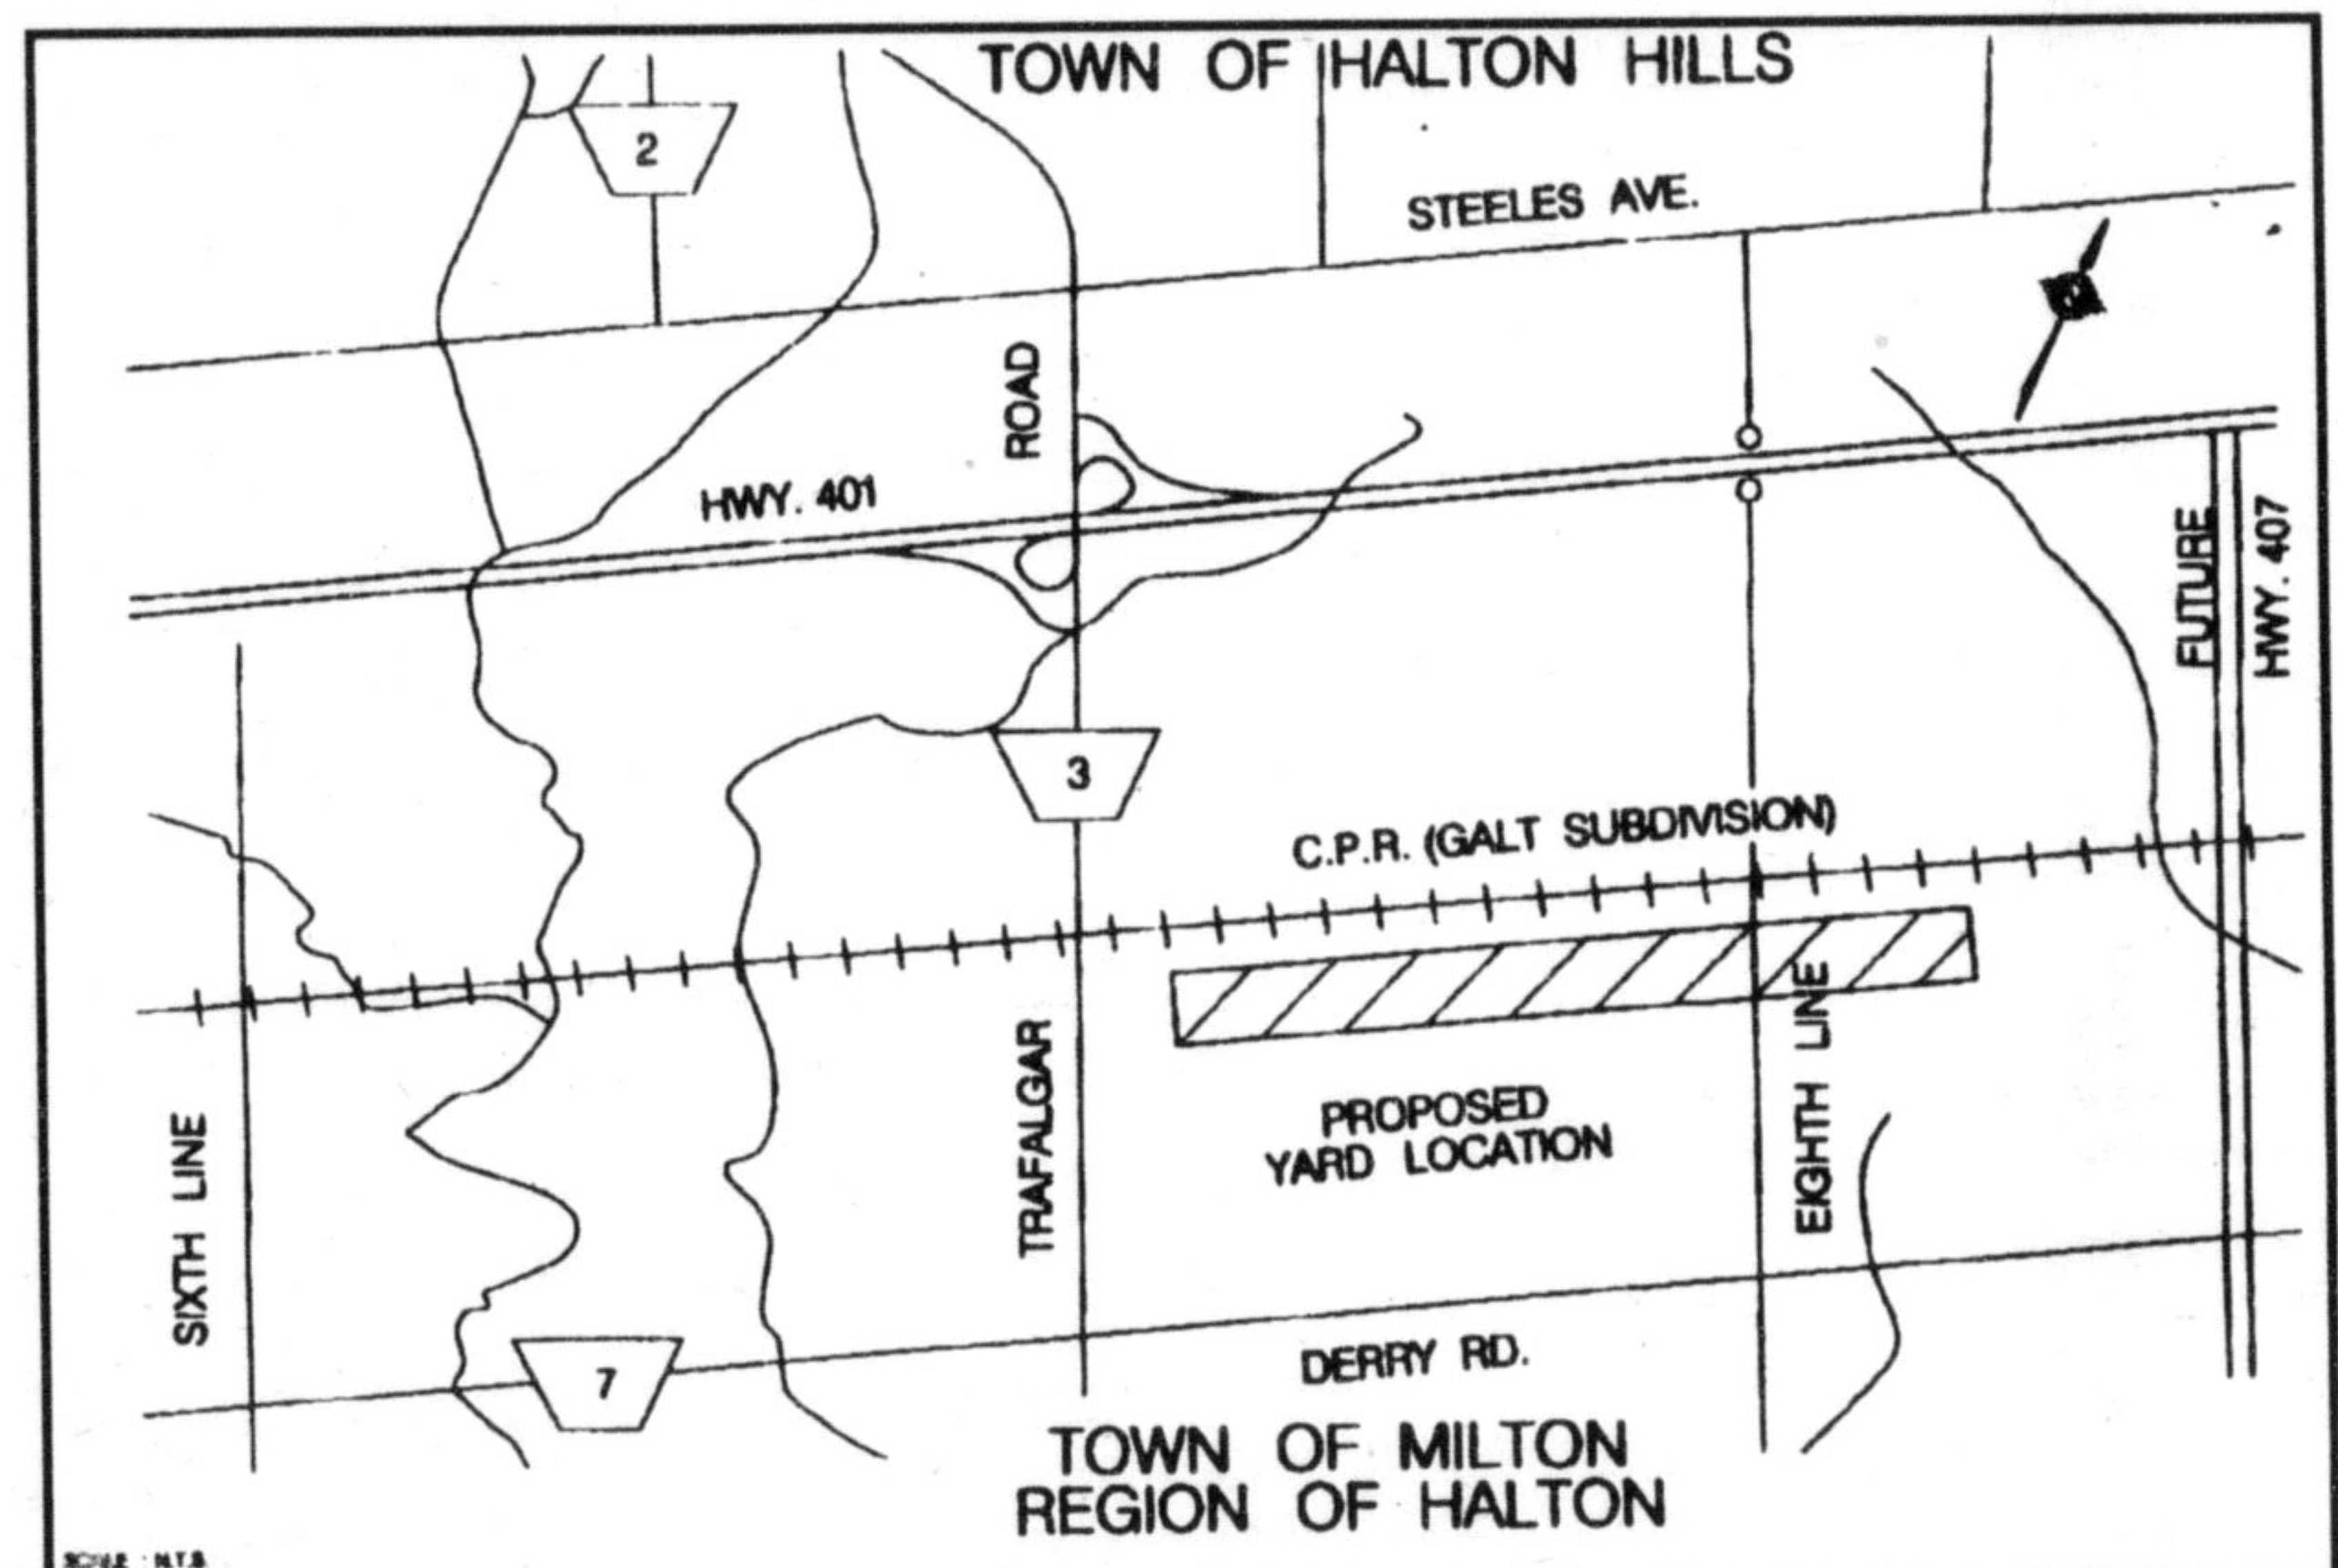 TOWN OF HALTON HILLS
2
STEELES AVE.
ROAD
HWY. 401
FUTURE
HWY. 407
3
C.P.R. (GALT SUBDIVISION)
TRAFALGAR
PROPOSED
YARD LOCATION
EIGHTH LINE
SIXTH LINE
7
DERRY RD.
TOWN OF MILTON
REGION OF HALTON
SCALE : N.T.S